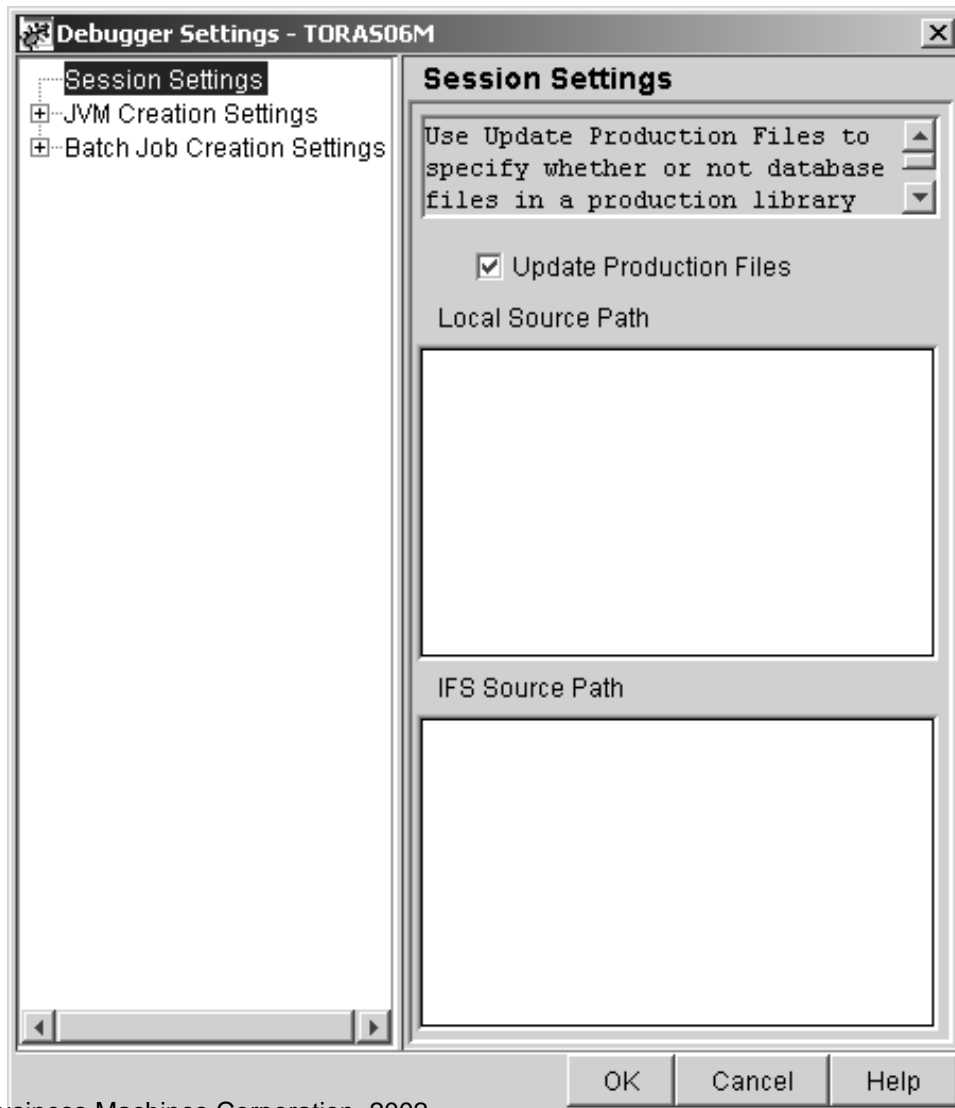 Debugger Settings - TORAS06M
Session Settings
JVM Creation Settings
Batch Job Creation Settings
Session Settings
Use Update Production Files to
specify whether or not database
files in a production library
Update Production Files
Local Source Path
IFS Source Path
OK
Cancel
Help
Machines Corporation